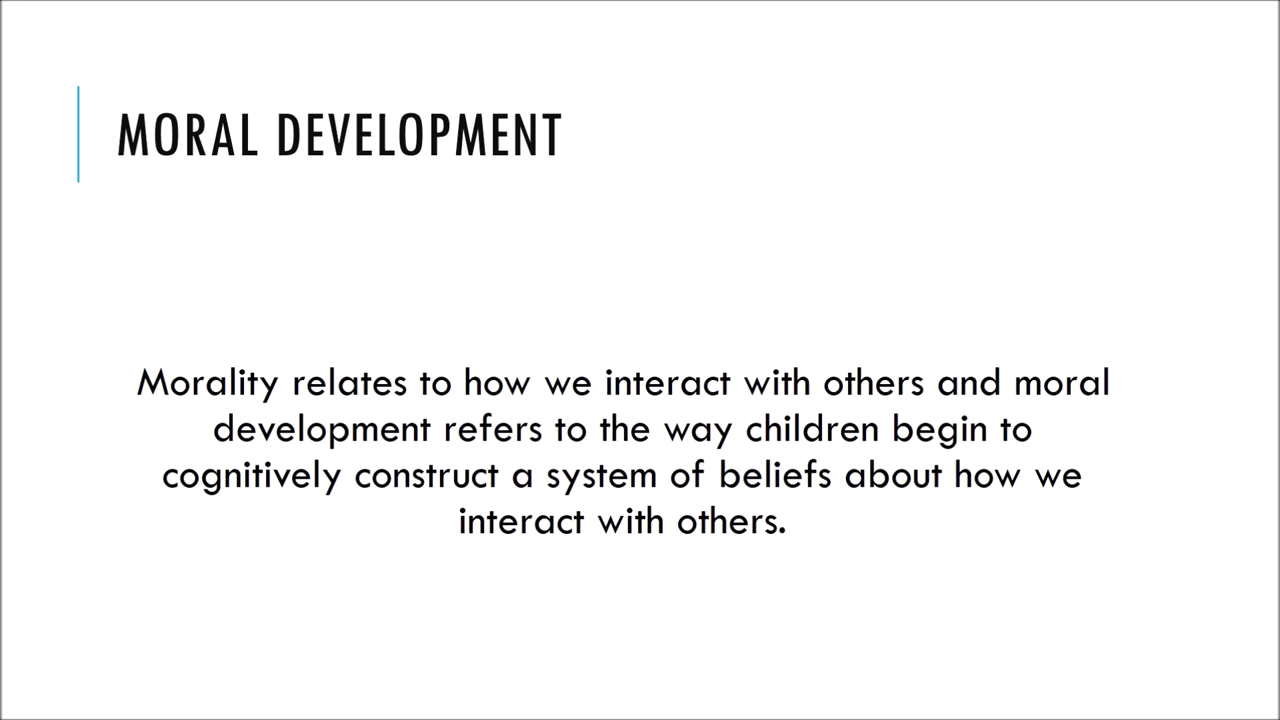 MORAL DEVELOPMENT
Morality relates to how we interact with others and moral
development refers to the way children begin to
cognitively construct a system of beliefs about how we
interact with others.